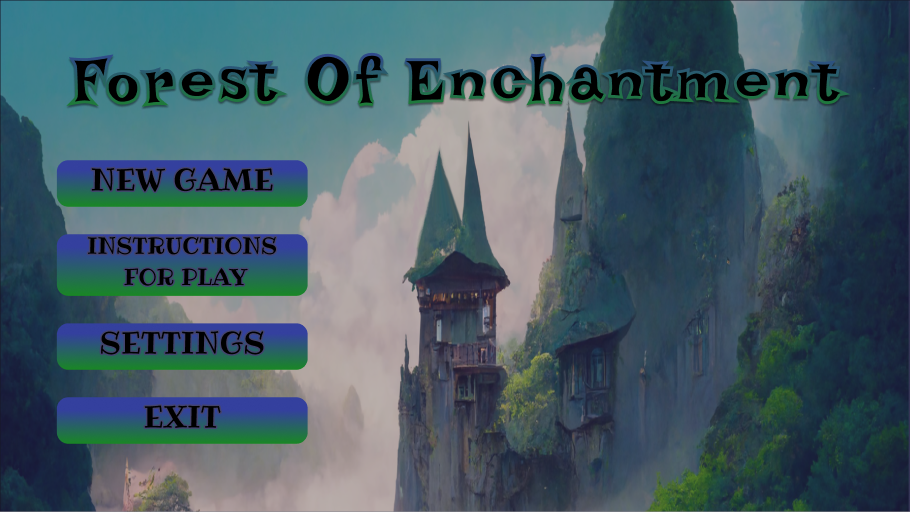 Forest Of Enchantment
NEW GAME
INSTRUCTIONS
FOR PLAY
SETTINGS
EXIT